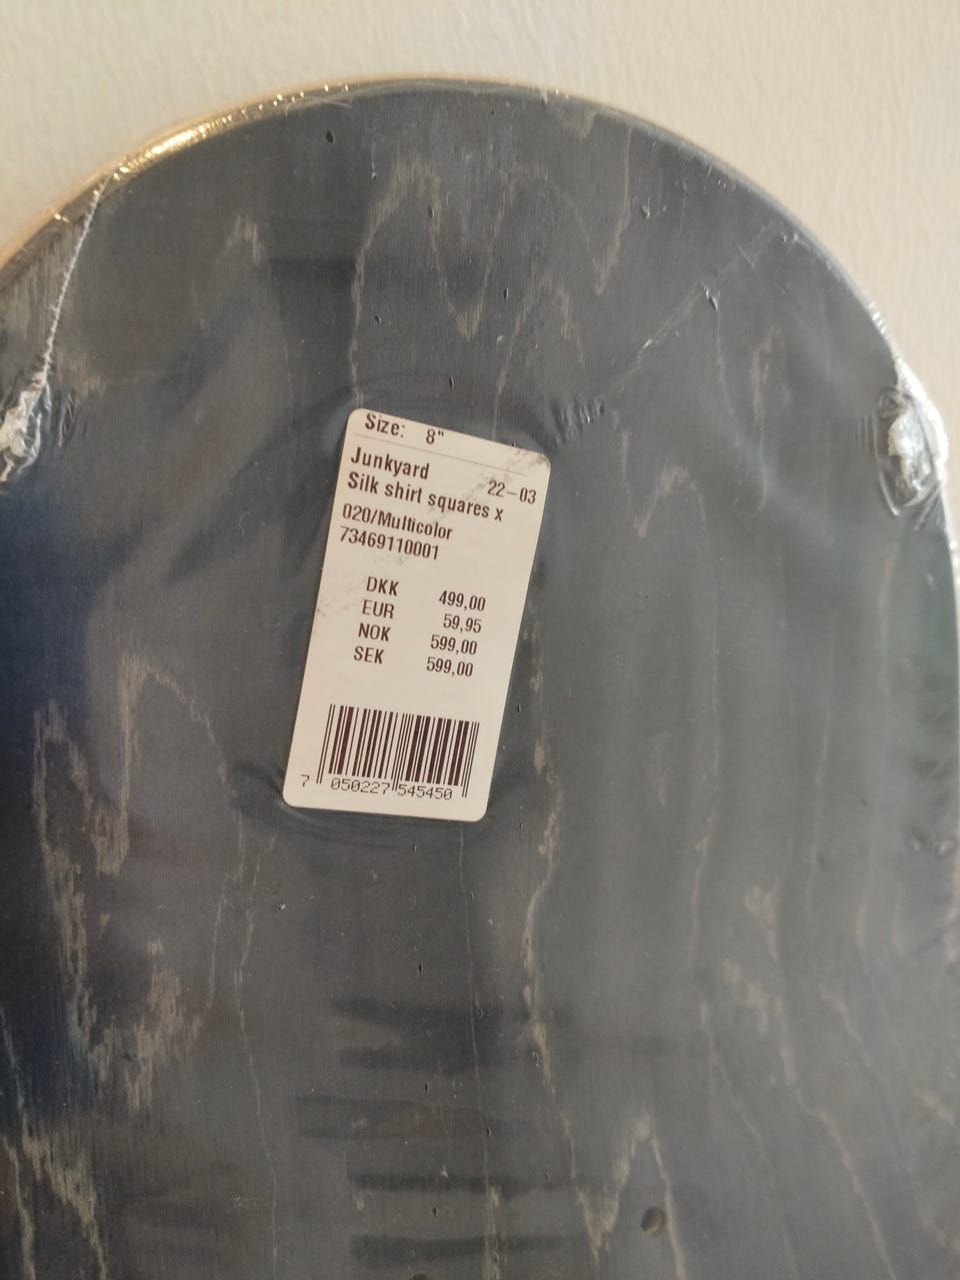 Size: 8"
Junkyard 22-03
Silk shirt squares x
020/Multicolor
73469110001
DKK 499,00
EUR 59,95
NOK 599,00
SEK 599,00
7 050227 545450